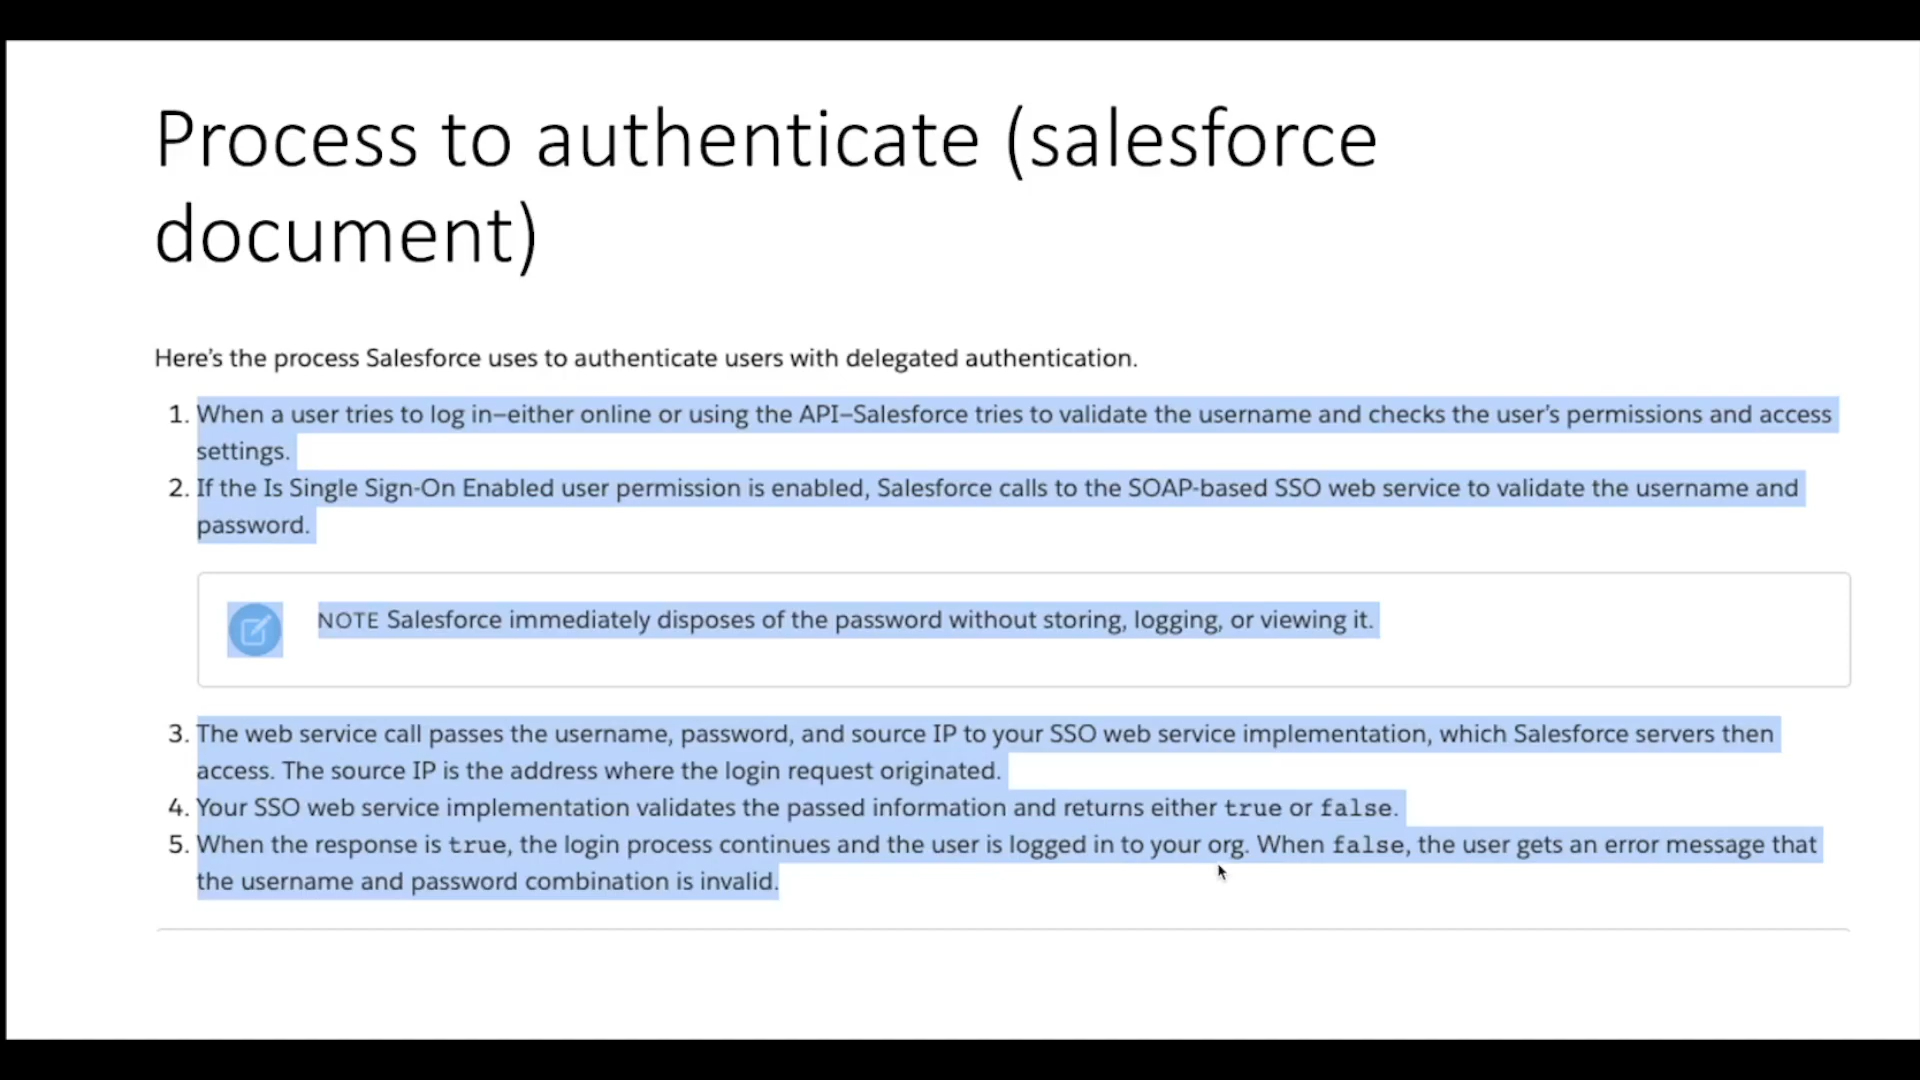 Process to authenticate (salesforce
document)
Here's the process Salesforce uses to authenticate users with delegated authentication.
1. When a user tries to log in—either online or using the API—Salesforce tries to validate the username and checks the user's permissions and access
settings.
2. If the Is Single Sign-On Enabled user permission is enabled, Salesforce calls to the SOAP-based SSO web service to validate the username and
password.
NOTE Salesforce immediately disposes of the password without storing, logging, or viewing it.
3. The web service call passes the username, password, and source IP to your SSO web service implementation, which Salesforce servers then
access. The source IP is the address where the login request originated.
4. Your SSO web service implementation validates the passed information and returns either true or false.
5. When the response is true, the login process continues and the user is logged in to your org. When false, the user gets an error message that
the username and password combination is invalid.